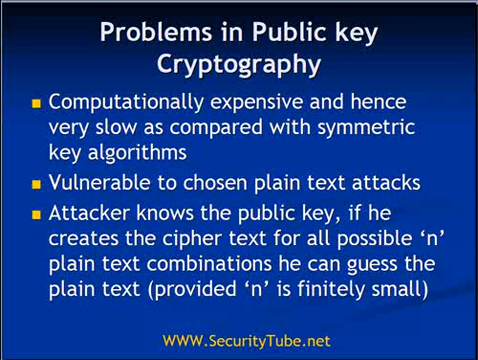 Problems in Public key
Cryptography
Computationally expensive and hence
very slow as compared with symmetric
key algorithms
Vulnerable to chosen plain text attacks
Attacker knows the public key, if he
creates the cipher text for all possible ‘n’
plain text combinations he can guess the
plain text (provided ‘n’ is finitely small)
WWW.SecurityTube.net